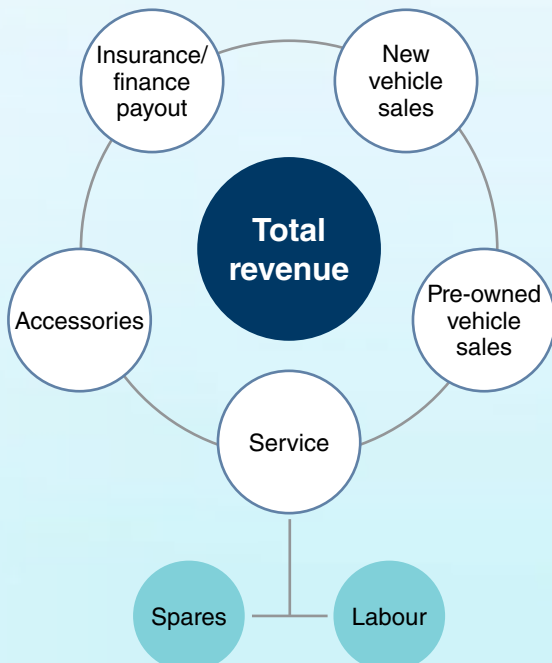 Insurance/
finance
payout
New
vehicle
sales
Total
revenue
Accessories
Pre-owned
vehicle
sales
Service
Spares
Labour